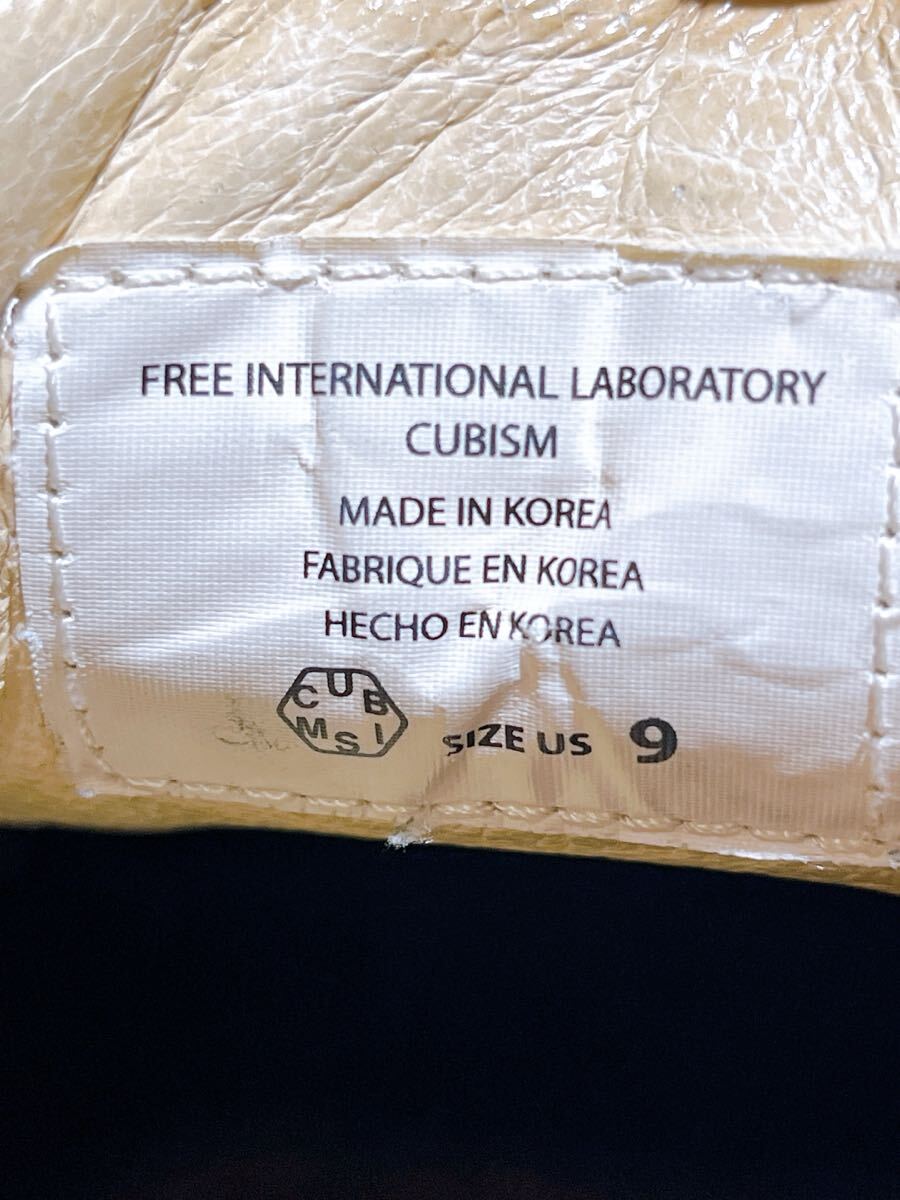 FREE INTERNATIONAL LABORATORY
CUBISM
MADE IN KOREA
FABRIQUE EN KOREA
HECHO EN KOREA
CUBISM
SIZE US 9